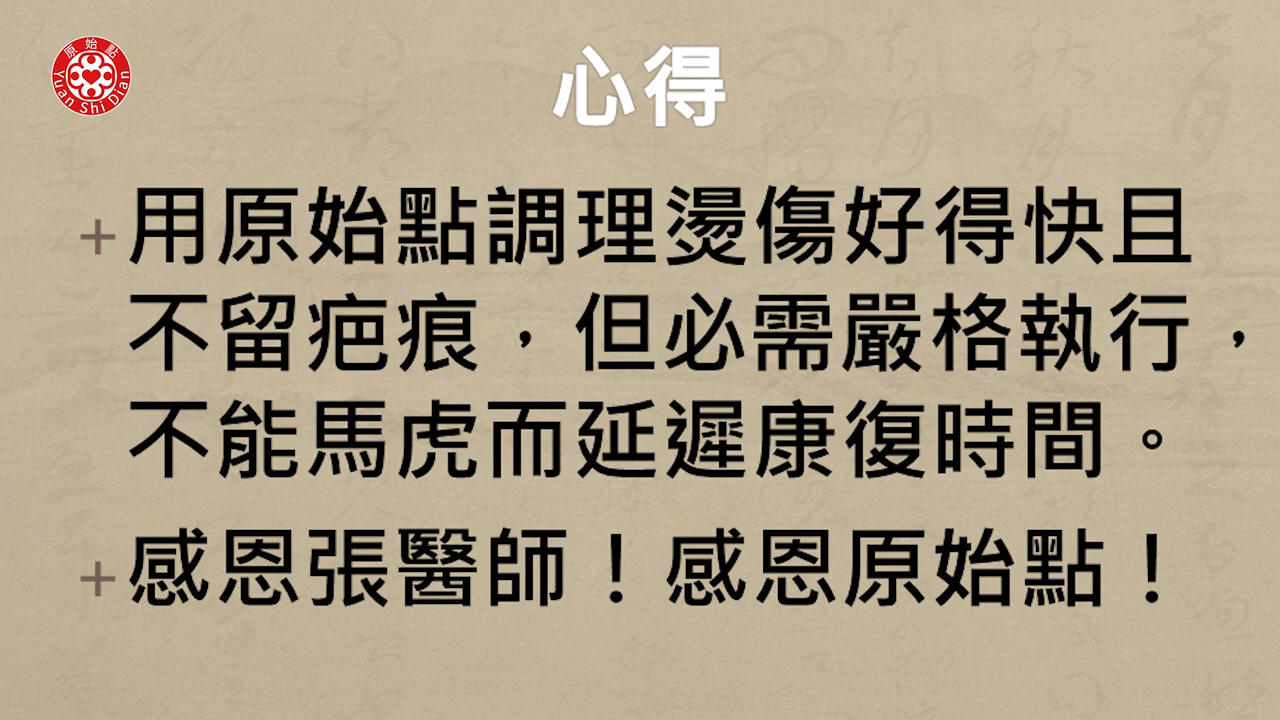 原始點
Yuan Shi Dian
心得
+用原始點調理燙傷好得快且
不留疤痕，但必需嚴格執行，
不能馬虎而延遲康復時間。
+感恩張醫師！感恩原始點！